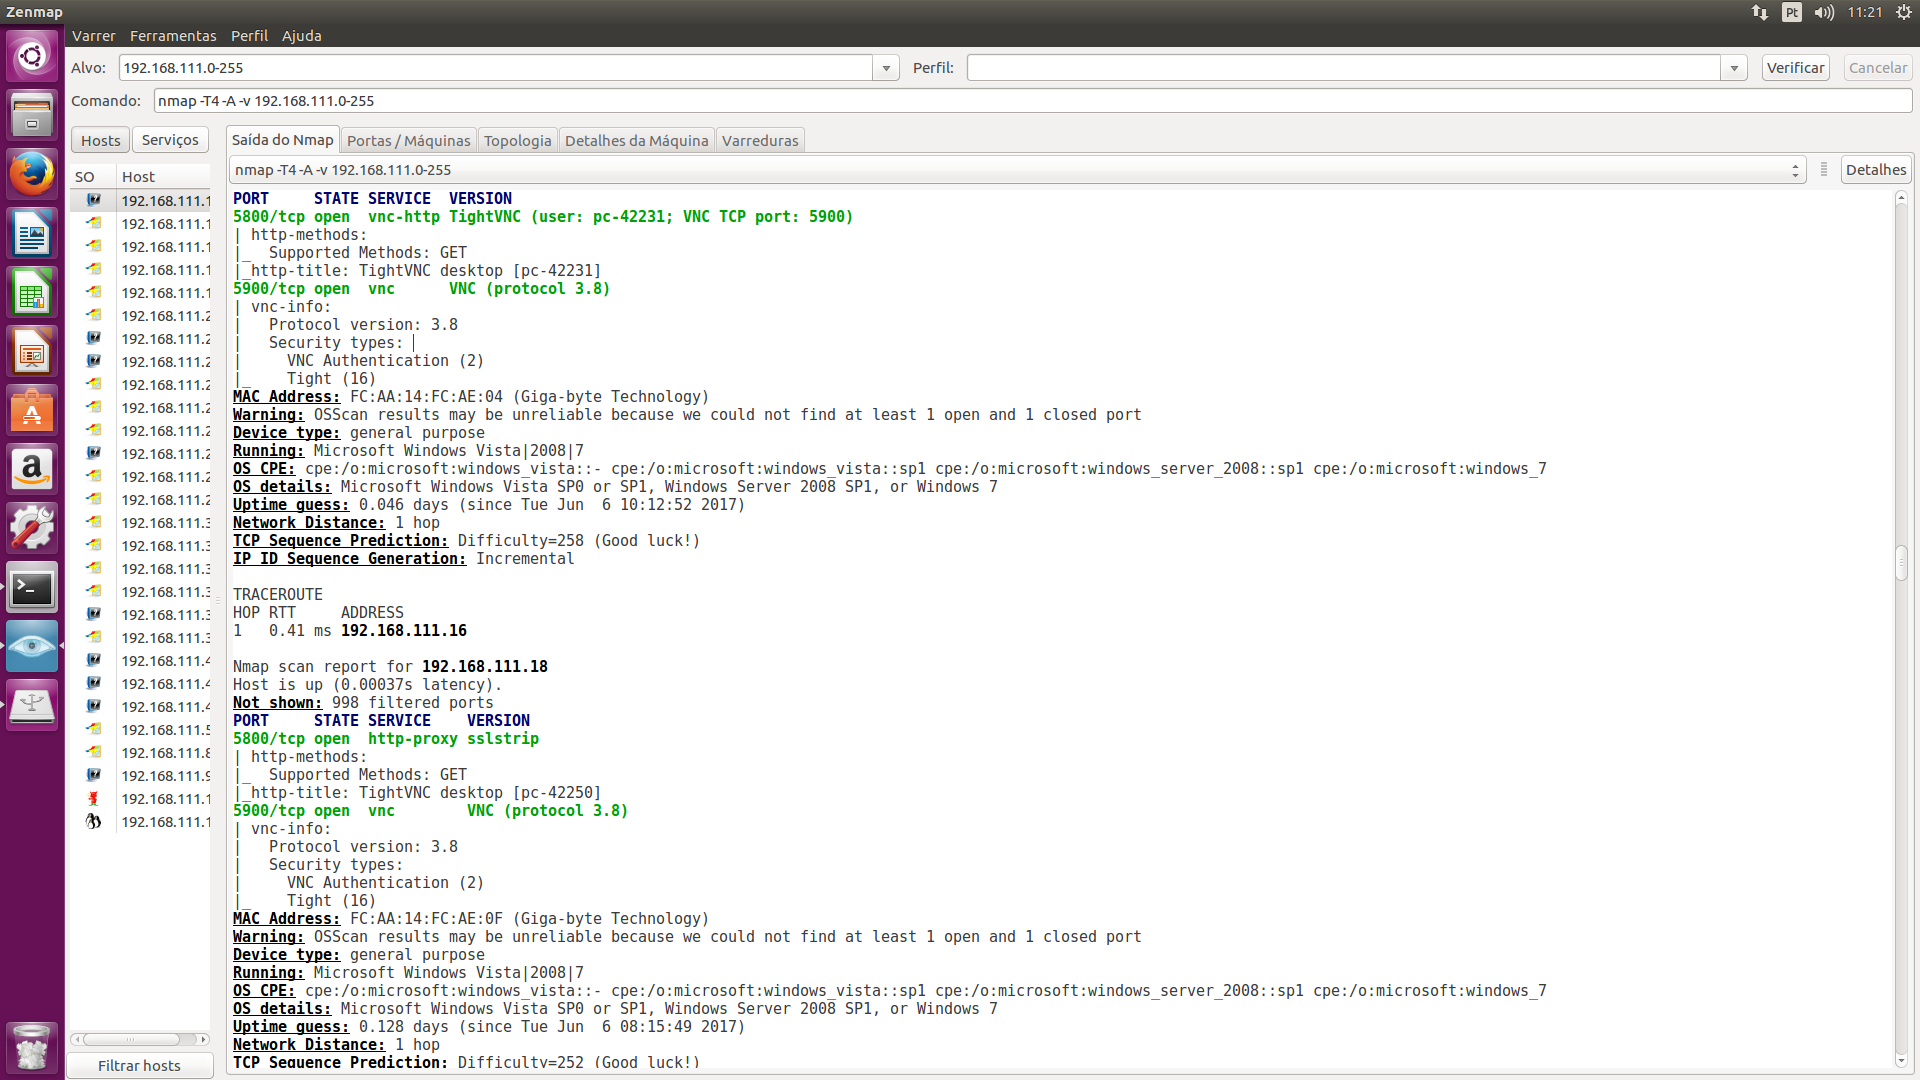 Zenmap
Pt
11:21
Varrer Ferramentas Perfil Ajuda
Alvo: 192.168.111.0-255 Perfil: Verificar Cancelar
Comando: nmap -T4 -A -v 192.168.111.0-255
Hosts Serviços
Saída do Nmap Portas / Máquinas Topologia Detalhes da Máquina Varreduras
nmap -T4 -A -v 192.168.111.0-255 Detalhes
SO Host
192.168.111.1
192.168.111.1
192.168.111.1
192.168.111.1
192.168.111.1
192.168.111.2
192.168.111.2
192.168.111.2
192.168.111.2
192.168.111.2
192.168.111.2
192.168.111.2
192.168.111.2
192.168.111.2
192.168.111.3
192.168.111.3
192.168.111.3
192.168.111.3
192.168.111.3
192.168.111.3
192.168.111.4
192.168.111.4
192.168.111.4
192.168.111.5
192.168.111.8
192.168.111.9
192.168.111.1
192.168.111.1
Filtrar hosts
PORT     STATE SERVICE  VERSION
5800/tcp open  vnc-http TightVNC (user: pc-42231; VNC TCP port: 5900)
| http-methods:
|_  Supported Methods: GET
|_http-title: TightVNC desktop [pc-42231]
5900/tcp open  vnc      VNC (protocol 3.8)
| vnc-info:
|   Protocol version: 3.8
|   Security types:
|     VNC Authentication (2)
|_    Tight (16)
MAC Address: FC:AA:14:FC:AE:04 (Giga-byte Technology)
Warning: OSScan results may be unreliable because we could not find at least 1 open and 1 closed port
Device type: general purpose
Running: Microsoft Windows Vista|2008|7
OS CPE: cpe:/o:microsoft:windows_vista::- cpe:/o:microsoft:windows_vista::sp1 cpe:/o:microsoft:windows_server_2008::sp1 cpe:/o:microsoft:windows_7
OS details: Microsoft Windows Vista SP0 or SP1, Windows Server 2008 SP1, or Windows 7
Uptime guess: 0.046 days (since Tue Jun  6 10:12:52 2017)
Network Distance: 1 hop
TCP Sequence Prediction: Difficulty=258 (Good luck!)
IP ID Sequence Generation: Incremental
TRACEROUTE
HOP RTT     ADDRESS
1   0.41 ms 192.168.111.16
Nmap scan report for 192.168.111.18
Host is up (0.00037s latency).
Not shown: 998 filtered ports
PORT     STATE SERVICE    VERSION
5800/tcp open  http-proxy sslstrip
| http-methods:
|_  Supported Methods: GET
|_http-title: TightVNC desktop [pc-42250]
5900/tcp open  vnc        VNC (protocol 3.8)
| vnc-info:
|   Protocol version: 3.8
|   Security types:
|     VNC Authentication (2)
|_    Tight (16)
MAC Address: FC:AA:14:FC:AE:0F (Giga-byte Technology)
Warning: OSScan results may be unreliable because we could not find at least 1 open and 1 closed port
Device type: general purpose
Running: Microsoft Windows Vista|2008|7
OS CPE: cpe:/o:microsoft:windows_vista::- cpe:/o:microsoft:windows_vista::sp1 cpe:/o:microsoft:windows_server_2008::sp1 cpe:/o:microsoft:windows_7
OS details: Microsoft Windows Vista SP0 or SP1, Windows Server 2008 SP1, or Windows 7
Uptime guess: 0.128 days (since Tue Jun  6 08:15:49 2017)
Network Distance: 1 hop
TCP Sequence Prediction: Difficulty=252 (Good luck!)